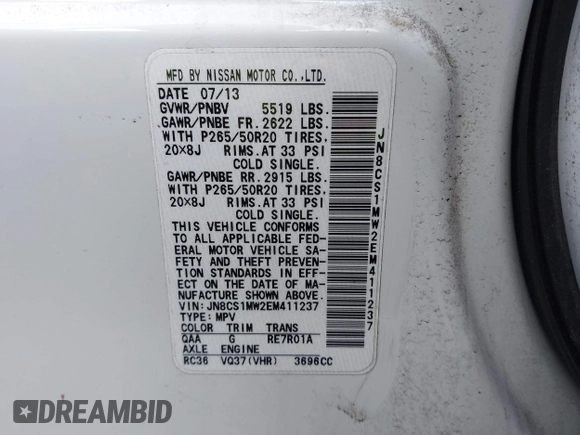 MFD BY NISSAN MOTOR CO.,LTD.
DATE 07/13
GVWR/PNBV 5519 LBS.
GAWR/PNBE FR. 2622 LBS.
WITH P265/50R20 TIRES.
20X8J RIMS.AT 33 PSI
COLD SINGLE.
GAWR/PNBE RR. 2915 LBS.
WITH P265/50R20 TIRES,
20X8J RIMS.AT 33 PSI
COLD SINGLE.
THIS VEHICLE CONFORMS
TO ALL APPLICABLE FED-
ERAL MOTOR VEHICLE SA-
FETY AND THEFT PREVEN-
TION STANDARDS IN EFF-
ECT ON THE DATE OF MA-
NUFACTURE SHOWN ABOVE.
VIN:JN8CS1MW2EM411237
TYPE:MPV
COLOR TRIM TRANS
QAA G RE7R01A
AXLE ENGINE
RC36 VQ37(VHR) 3696CC
JN8CS1MW2EM411237
DREAMBID